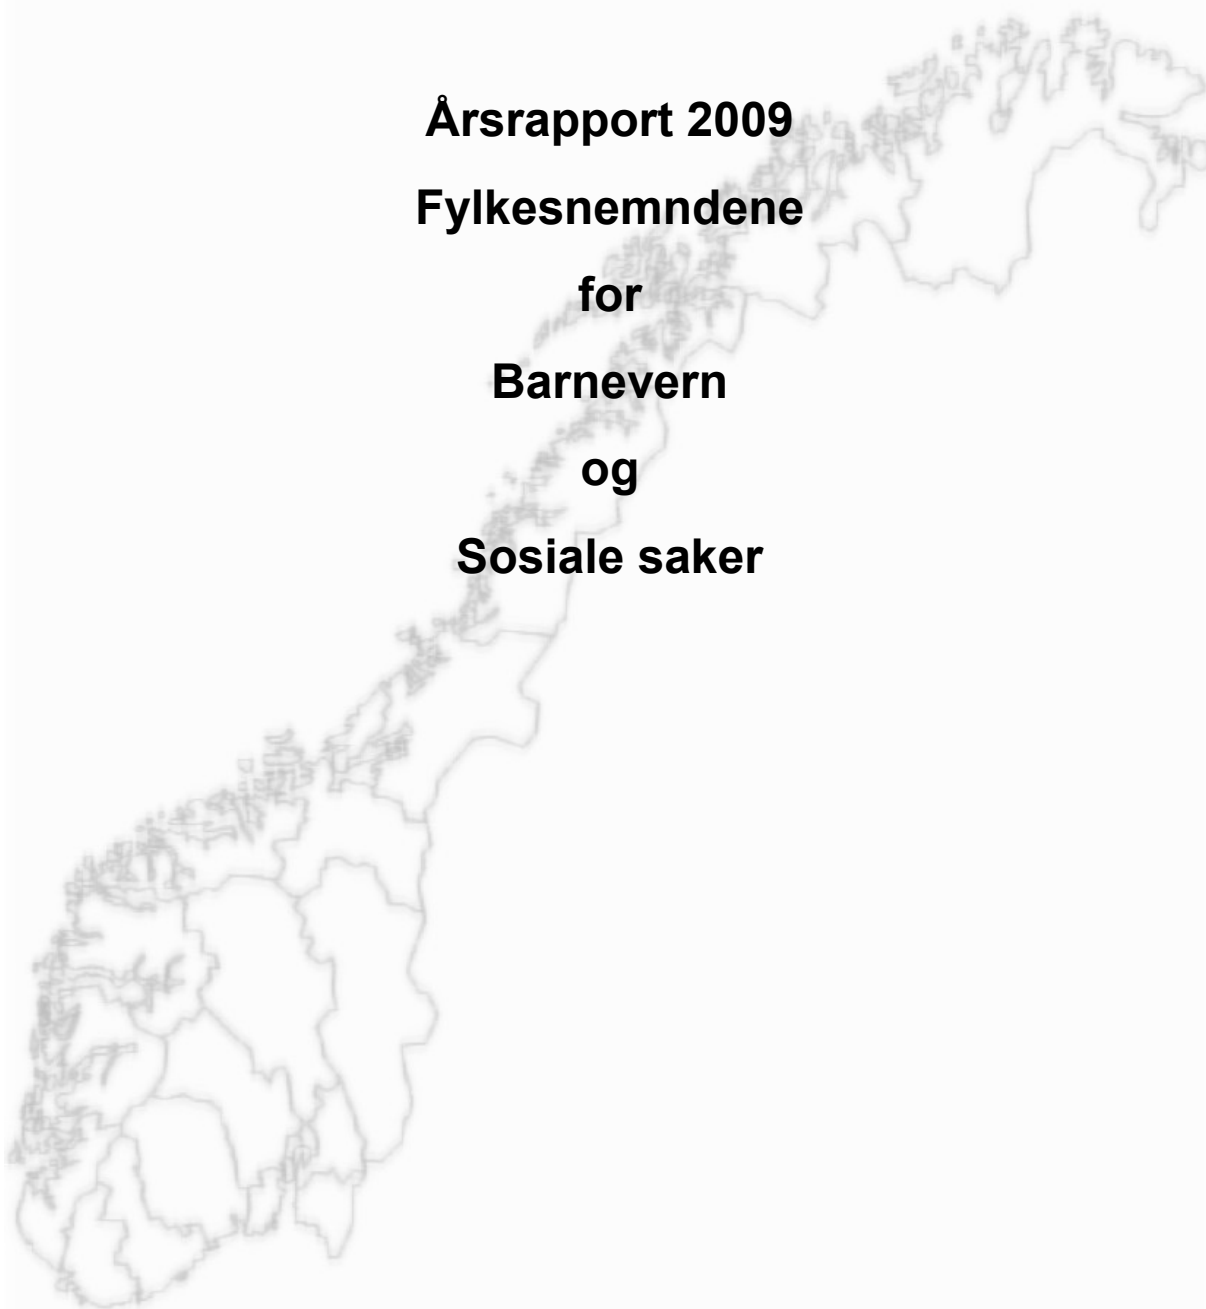 Årsrapport 2009
Fylkesnemndene
for
Barnevern
og
Sosiale saker